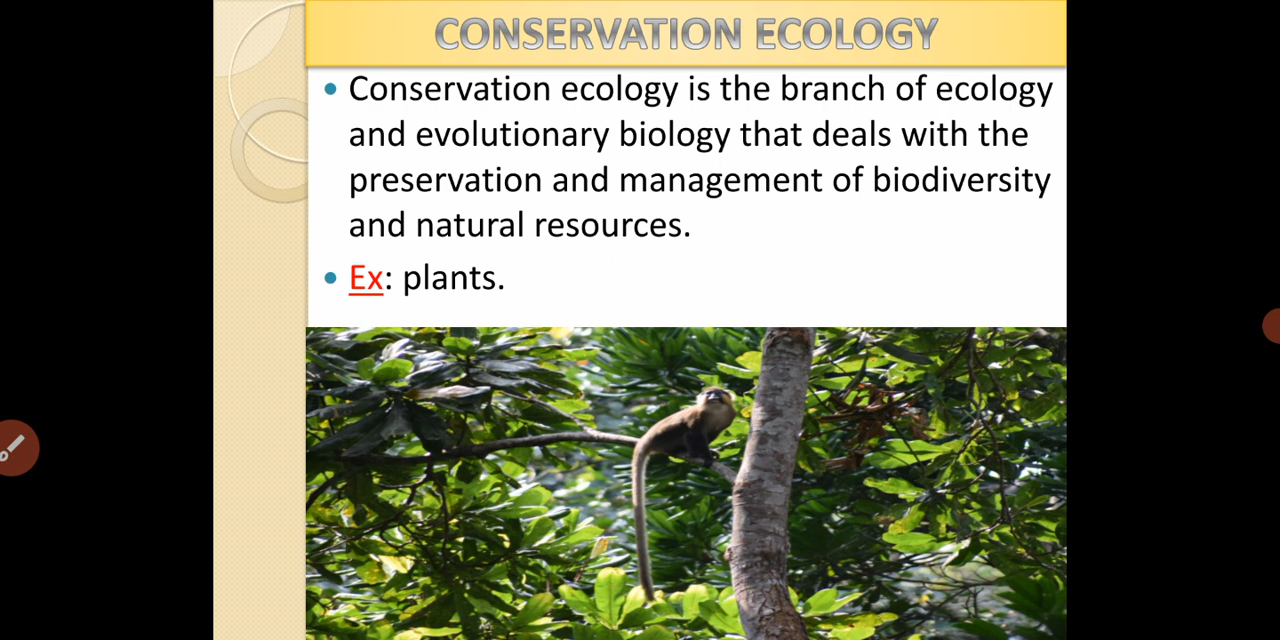 CONSERVATION ECOLOGY
• Conservation ecology is the branch of ecology
and evolutionary biology that deals with the
preservation and management of biodiversity
and natural resources.
• Ex: plants.